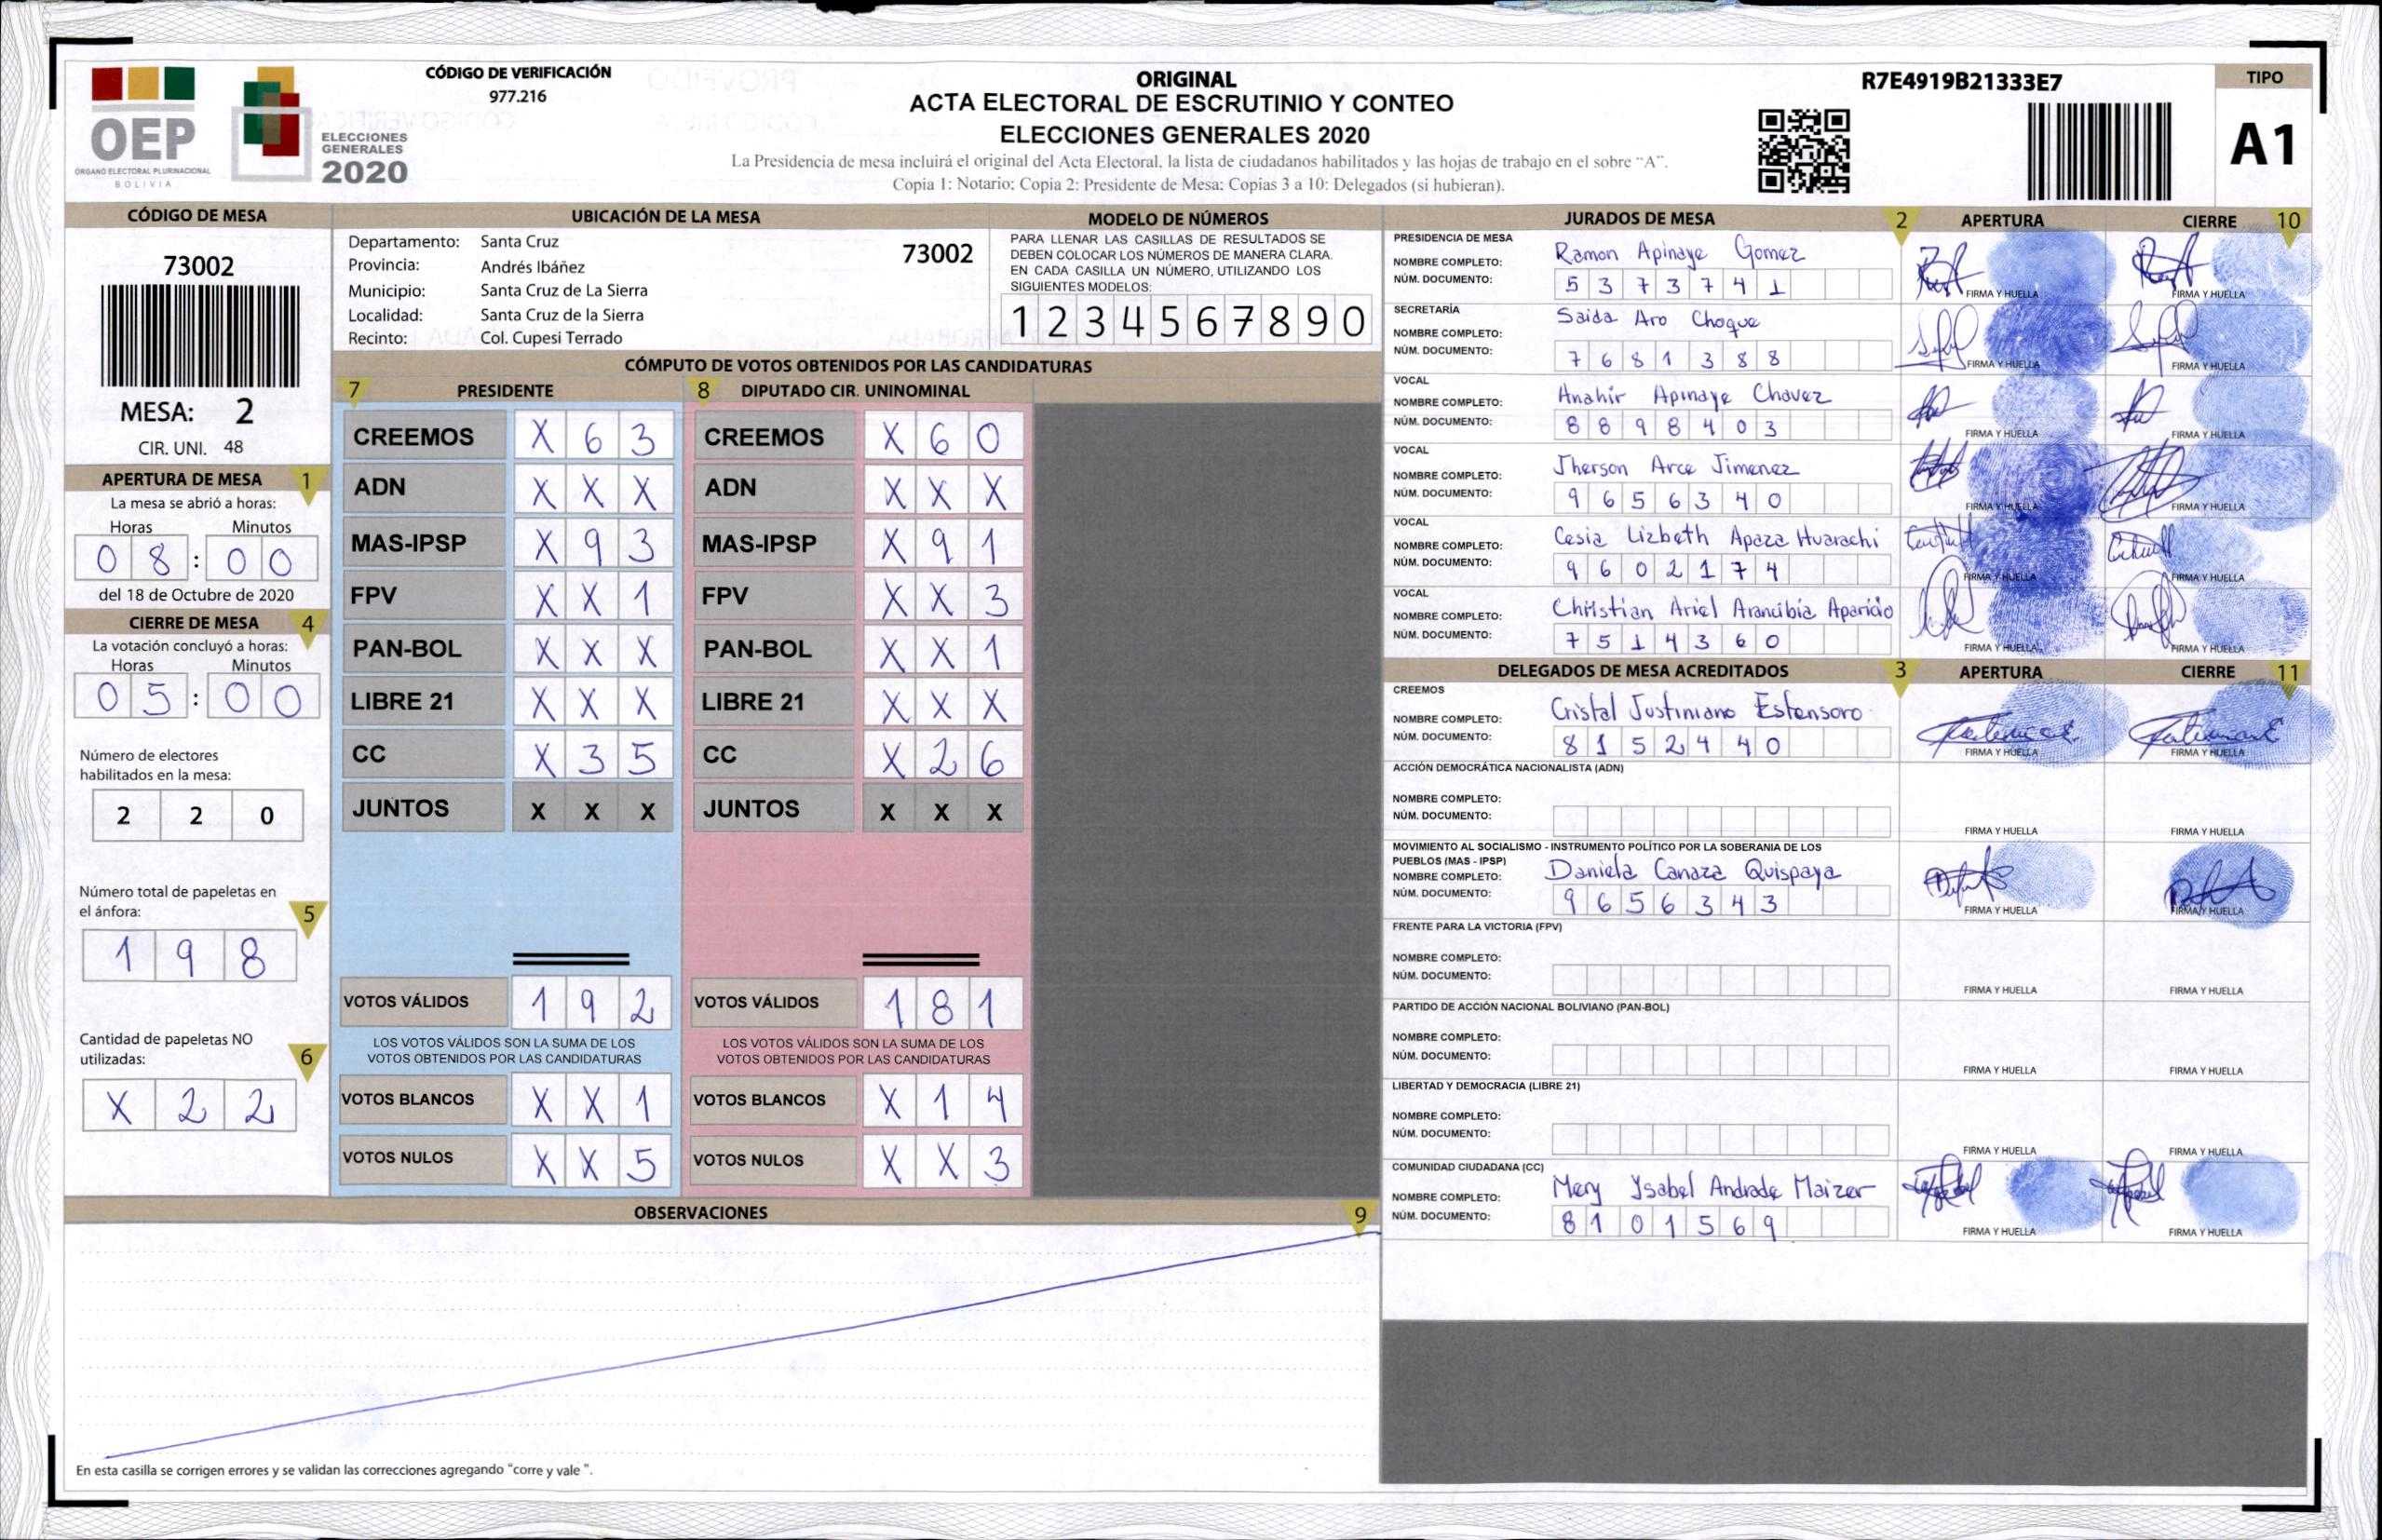 CÓDIGO DE VERIFICACIÓN
977.216
OEP
ÓRGANO ELECTORAL PLURINACIONAL
BOLIVIA
ELECCIONES
GENERALES
2020
ORIGINAL
ACTA ELECTORAL DE ESCRUTINIO Y CONTEO
ELECCIONES GENERALES 2020
La Presidencia de mesa incluirá el original del Acta Electoral, la lista de ciudadanos habilitados y las hojas de trabajo en el sobre "A".
Copia 1: Notario; Copia 2: Presidente de Mesa; Copias 3 a 10: Delegados (si hubieran).
R7E4919B21333E7
TIPO
A1
CÓDIGO DE MESA
73002
MESA: 2
CIR. UNI. 48
APERTURA DE MESA 1
La mesa se abrió a horas:
Horas Minutos
0 8 : 0 0
del 18 de Octubre de 2020
CIERRE DE MESA 4
La votación concluyó a horas:
Horas Minutos
0 5 : 0 0
Número de electores
habilitados en la mesa:
2 2 0
Número total de papeletas en
el ánfora: 5
1 9 8
Cantidad de papeletas NO
utilizadas: 6
X 2 2
UBICACIÓN DE LA MESA
Departamento: Santa Cruz
73002
Provincia: Andrés Ibáñez
Municipio: Santa Cruz de La Sierra
Localidad: Santa Cruz de la Sierra
Recinto: Col. Cupesi Terrado
MODELO DE NÚMEROS
PARA LLENAR LAS CASILLAS DE RESULTADOS SE
DEBEN COLOCAR LOS NÚMEROS DE MANERA CLARA.
EN CADA CASILLA UN NÚMERO, UTILIZANDO LOS
SIGUIENTES MODELOS:
1 2 3 4 5 6 7 8 9 0
CÓMPUTO DE VOTOS OBTENIDOS POR LAS CANDIDATURAS
7 PRESIDENTE
CREEMOS X 6 3
ADN X X X
MAS-IPSP X 9 3
FPV X X 1
PAN-BOL X X X
LIBRE 21 X X X
CC X 3 5
JUNTOS X X X
VOTOS VÁLIDOS 1 9 2
LOS VOTOS VÁLIDOS SON LA SUMA DE LOS
VOTOS OBTENIDOS POR LAS CANDIDATURAS
VOTOS BLANCOS X X 1
VOTOS NULOS X X 5
8 DIPUTADO CIR. UNINOMINAL
CREEMOS X 6 0
ADN X X X
MAS-IPSP X 9 1
FPV X X 3
PAN-BOL X X 1
LIBRE 21 X X X
CC X 2 6
JUNTOS X X X
VOTOS VÁLIDOS 1 8 1
LOS VOTOS VÁLIDOS SON LA SUMA DE LOS
VOTOS OBTENIDOS POR LAS CANDIDATURAS
VOTOS BLANCOS X 1 4
VOTOS NULOS X X 3
OBSERVACIONES 9
En esta casilla se corrigen errores y se validan las correcciones agregando "corre y vale ".
JURADOS DE MESA 2 APERTURA CIERRE 10
PRESIDENCIA DE MESA
NOMBRE COMPLETO: Ramon Apinaye Gomez
NÚM. DOCUMENTO: 5 3 7 3 7 4 1
FIRMA Y HUELLA FIRMA Y HUELLA
SECRETARÍA
NOMBRE COMPLETO: Saida Aro Choque
NÚM. DOCUMENTO: 7 6 8 1 3 8 8
FIRMA Y HUELLA FIRMA Y HUELLA
VOCAL
NOMBRE COMPLETO: Anahir Apinaye Chavez
NÚM. DOCUMENTO: 8 8 9 8 4 0 3
FIRMA Y HUELLA FIRMA Y HUELLA
VOCAL
NOMBRE COMPLETO: Jherson Arce Jimenez
NÚM. DOCUMENTO: 9 6 5 6 3 4 0
FIRMA Y HUELLA FIRMA Y HUELLA
VOCAL
NOMBRE COMPLETO: Cesia Lizbeth Apaza Huarachi
NÚM. DOCUMENTO: 9 6 0 2 1 7 4
FIRMA Y HUELLA FIRMA Y HUELLA
VOCAL
NOMBRE COMPLETO: Christian Ariel Arancibia Aparicio
NÚM. DOCUMENTO: 7 5 1 4 3 6 0
FIRMA Y HUELLA FIRMA Y HUELLA
DELEGADOS DE MESA ACREDITADOS 3 APERTURA CIERRE 11
CREEMOS
NOMBRE COMPLETO: Cristal Justiniano Estensoro
NÚM. DOCUMENTO: 8 1 5 2 4 4 0
FIRMA Y HUELLA FIRMA Y HUELLA
ACCIÓN DEMOCRÁTICA NACIONALISTA (ADN)
NOMBRE COMPLETO:
NÚM. DOCUMENTO:
FIRMA Y HUELLA FIRMA Y HUELLA
MOVIMIENTO AL SOCIALISMO - INSTRUMENTO POLÍTICO POR LA SOBERANIA DE LOS
PUEBLOS (MAS - IPSP)
NOMBRE COMPLETO: Daniela Canaza Quispaya
NÚM. DOCUMENTO: 9 6 5 6 3 4 3
FIRMA Y HUELLA FIRMA Y HUELLA
FRENTE PARA LA VICTORIA (FPV)
NOMBRE COMPLETO:
NÚM. DOCUMENTO:
FIRMA Y HUELLA FIRMA Y HUELLA
PARTIDO DE ACCIÓN NACIONAL BOLIVIANO (PAN-BOL)
NOMBRE COMPLETO:
NÚM. DOCUMENTO:
FIRMA Y HUELLA FIRMA Y HUELLA
LIBERTAD Y DEMOCRACIA (LIBRE 21)
NOMBRE COMPLETO:
NÚM. DOCUMENTO:
FIRMA Y HUELLA FIRMA Y HUELLA
COMUNIDAD CIUDADANA (CC)
NOMBRE COMPLETO: Mery Ysabel Andrade Maizer
NÚM. DOCUMENTO: 8 1 0 1 5 6 9
FIRMA Y HUELLA FIRMA Y HUELLA